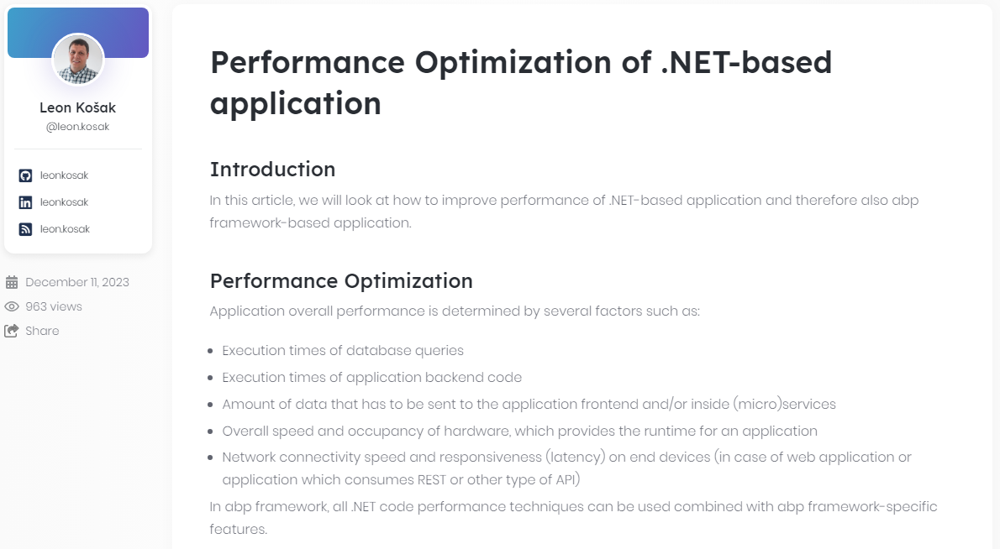 Leon Košak
@leon.kosak
leonkosak
leonkosak
leon.kosak
December 11, 2023
963 views
Share
Performance Optimization of .NET-based
application
Introduction
In this article, we will look at how to improve performance of .NET-based application and therefore also abp
framework-based application.
Performance Optimization
Application overall performance is determined by several factors such as:
Execution times of database queries
Execution times of application backend code
Amount of data that has to be sent to the application frontend and/or inside (micro)services
Overall speed and occupancy of hardware, which provides the runtime for an application
Network connectivity speed and responsiveness (latency) on end devices (in case of web application or
application which consumes REST or other type of API)
In abp framework, all .NET code performance techniques can be used combined with abp framework-specific
features.